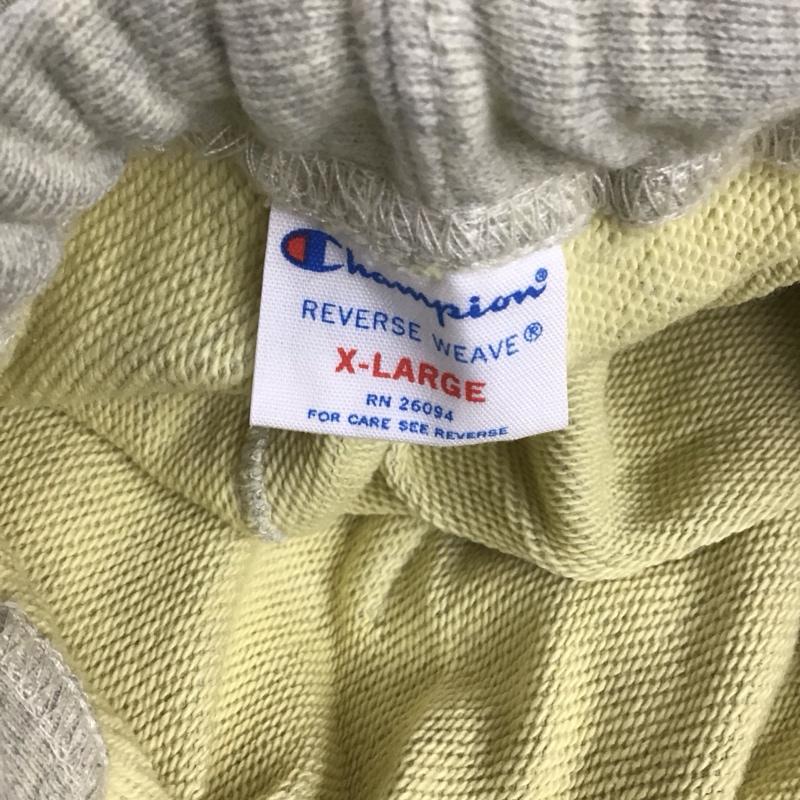 Champion®
REVERSE WEAVE®
X-LARGE
RN 26094
FOR CARE SEE REVERSE